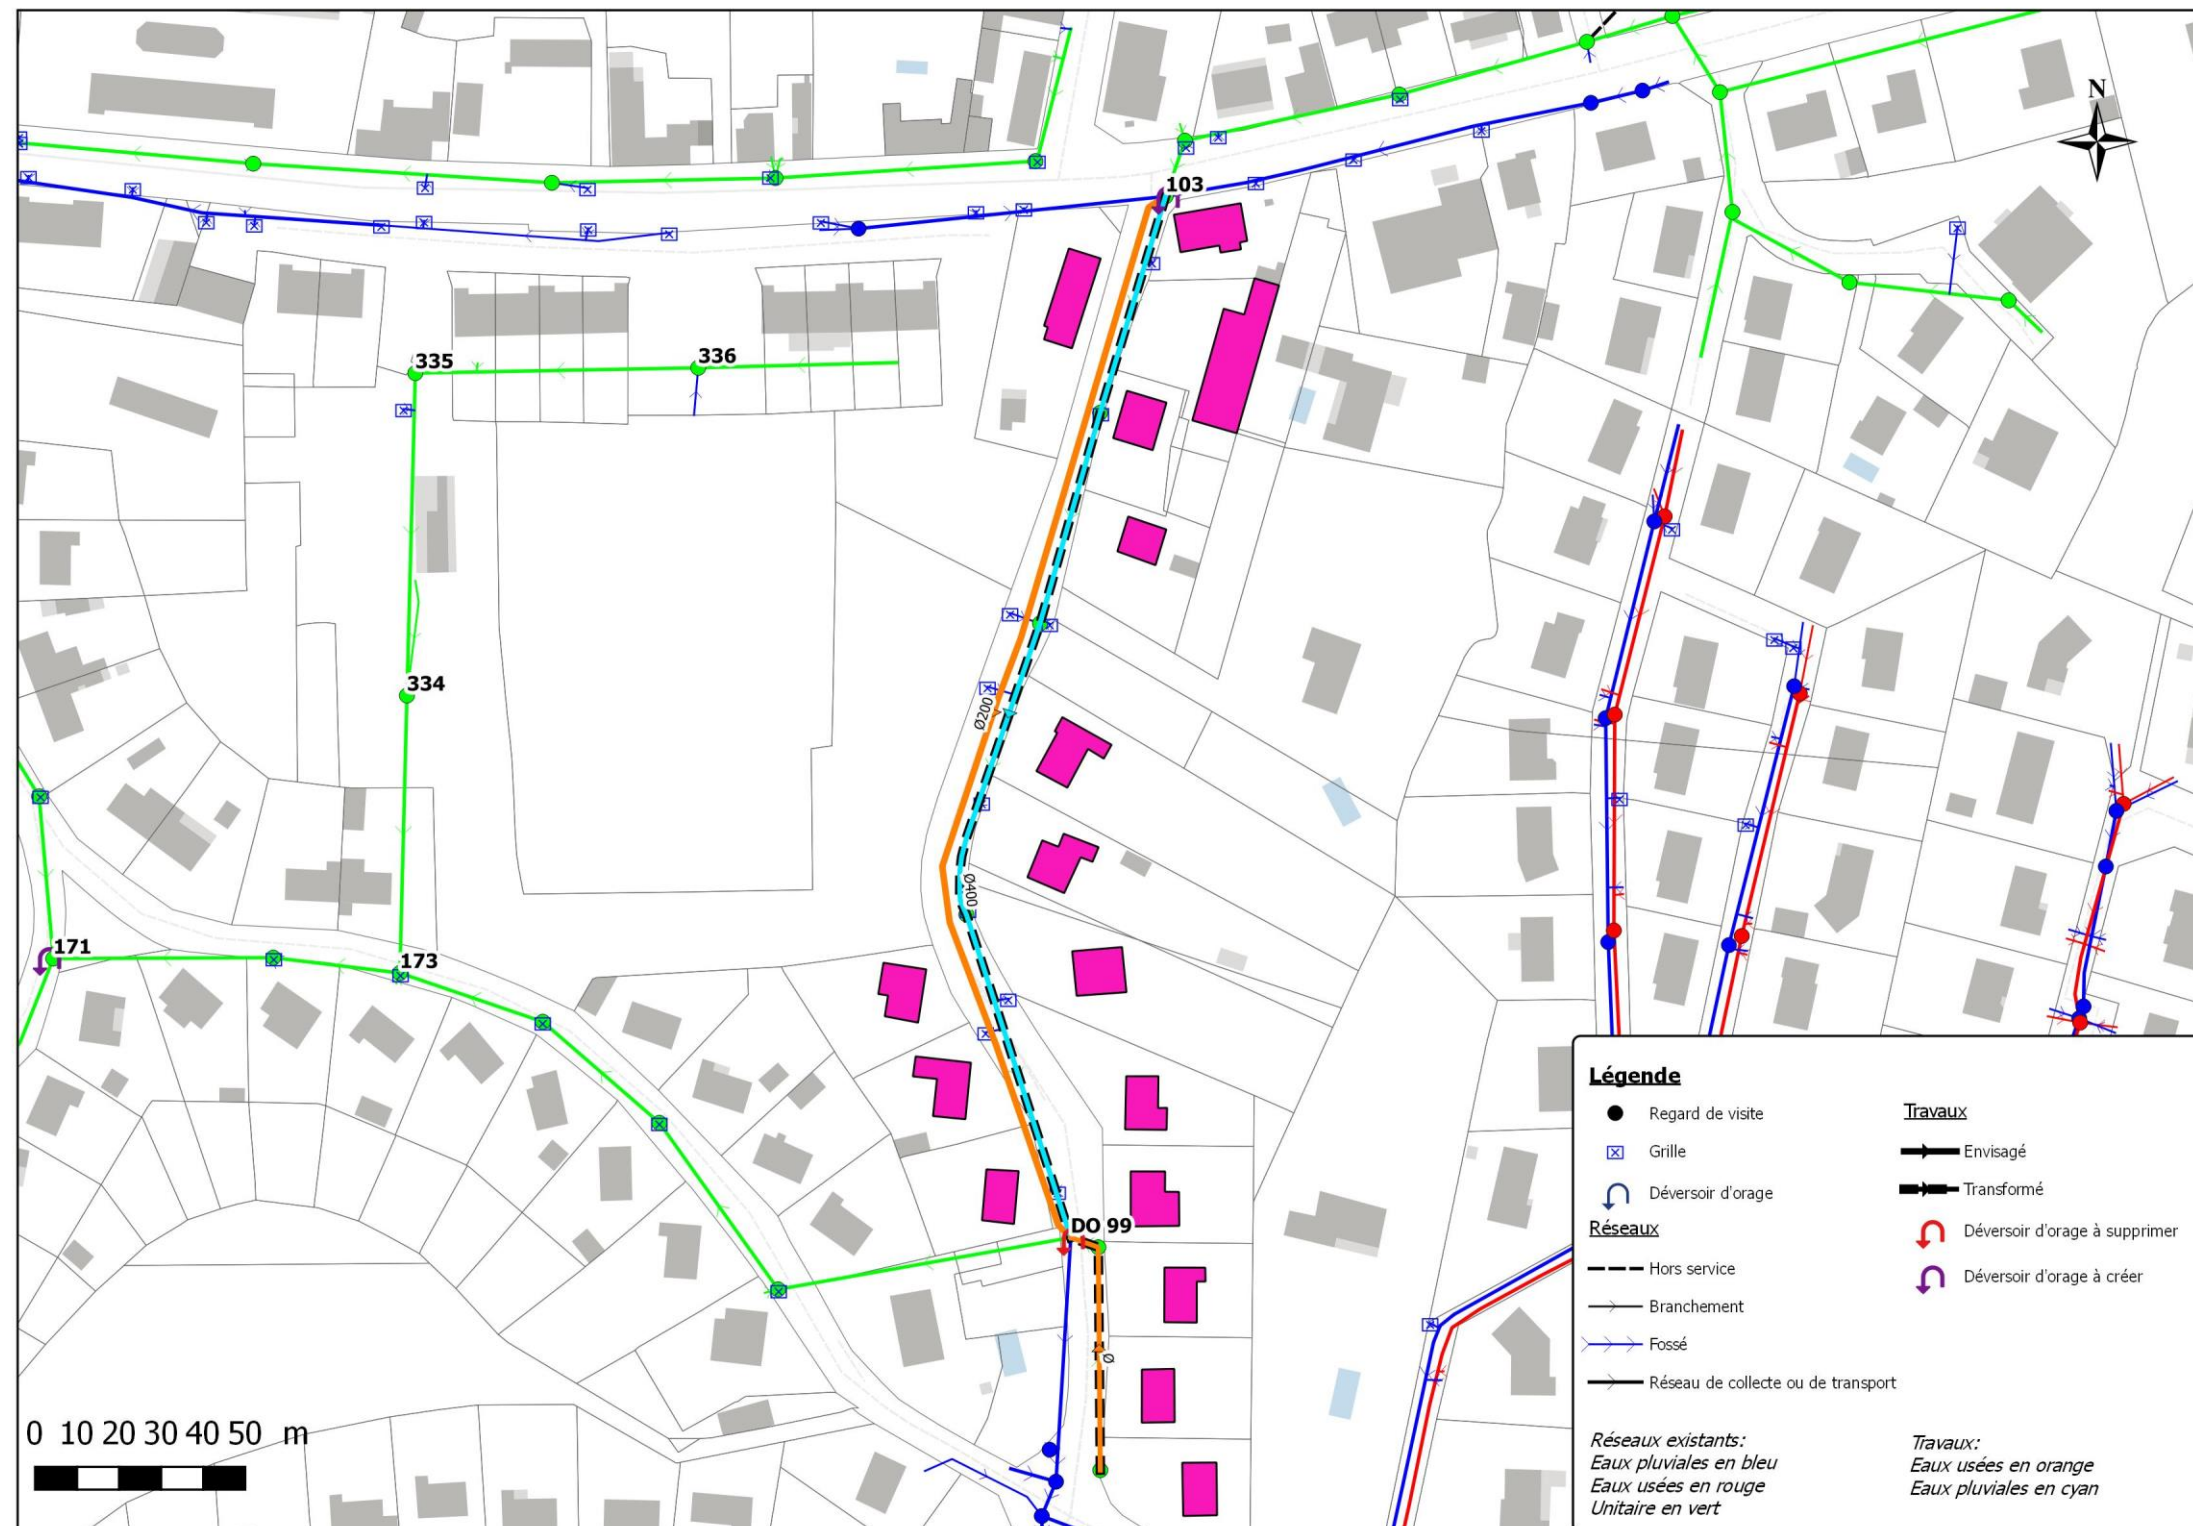 N
103
335
336
334
Ø200
Ø400
171
173
DO 99
Ø
0 10 20 30 40 50 m
Légende
Regard de visite
Grille
Déversoir d'orage
Réseaux
Hors service
Branchement
Fossé
Réseau de collecte ou de transport
Travaux
Envisagé
Transformé
Déversoir d'orage à supprimer
Déversoir d'orage à créer
Réseaux existants:
Eaux pluviales en bleu
Eaux usées en rouge
Unitaire en vert
Travaux:
Eaux usées en orange
Eaux pluviales en cyan